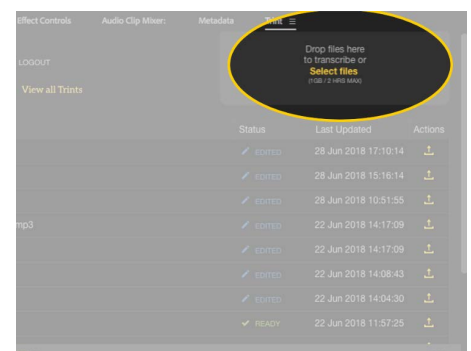 Effect Controls Audio Clip Mixer: Metadata Trint ☰
Drop files here
to transcribe or
Select files
(1GB / 2 HRS MAX)
LOGOUT
View all Trints
Status Last Updated Actions
EDITED 28 Jun 2018 17:10:14
EDITED 28 Jun 2018 15:16:14
EDITED 28 Jun 2018 10:51:55
mp3 EDITED 22 Jun 2018 14:17:09
EDITED 22 Jun 2018 14:17:09
EDITED 22 Jun 2018 14:08:43
EDITED 22 Jun 2018 14:04:30
READY 22 Jun 2018 11:57:25